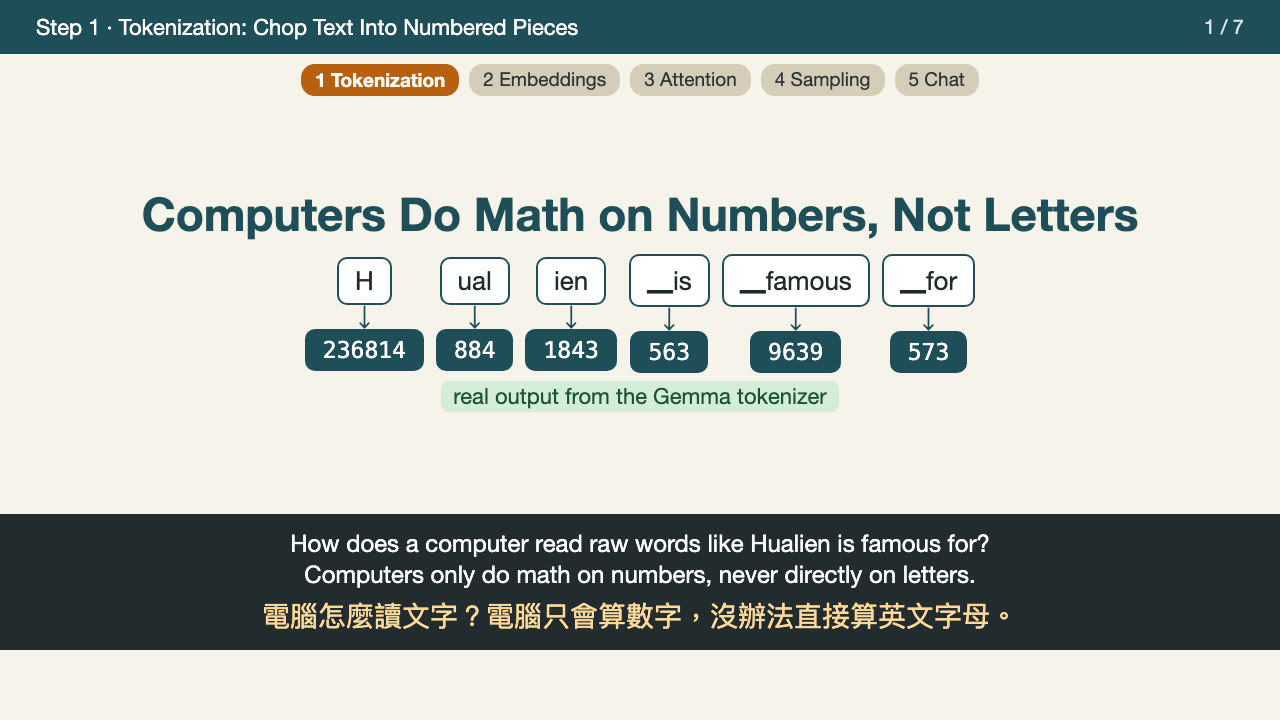 Step 1 · Tokenization: Chop Text Into Numbered Pieces
1 / 7
1 Tokenization 2 Embeddings 3 Attention 4 Sampling 5 Chat
Computers Do Math on Numbers, Not Letters
H ual ien ▁is ▁famous ▁for
↓ ↓ ↓ ↓ ↓ ↓
236814 884 1843 563 9639 573
real output from the Gemma tokenizer
How does a computer read raw words like Hualien is famous for?
Computers only do math on numbers, never directly on letters.
電腦怎麼讀文字？電腦只會算數字，沒辦法直接算英文字母。